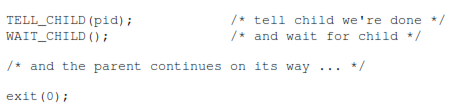 TELL_CHILD(pid);            /* tell child we're done */
WAIT_CHILD();               /* and wait for child */
/* and the parent continues on its way ... */
exit(0);